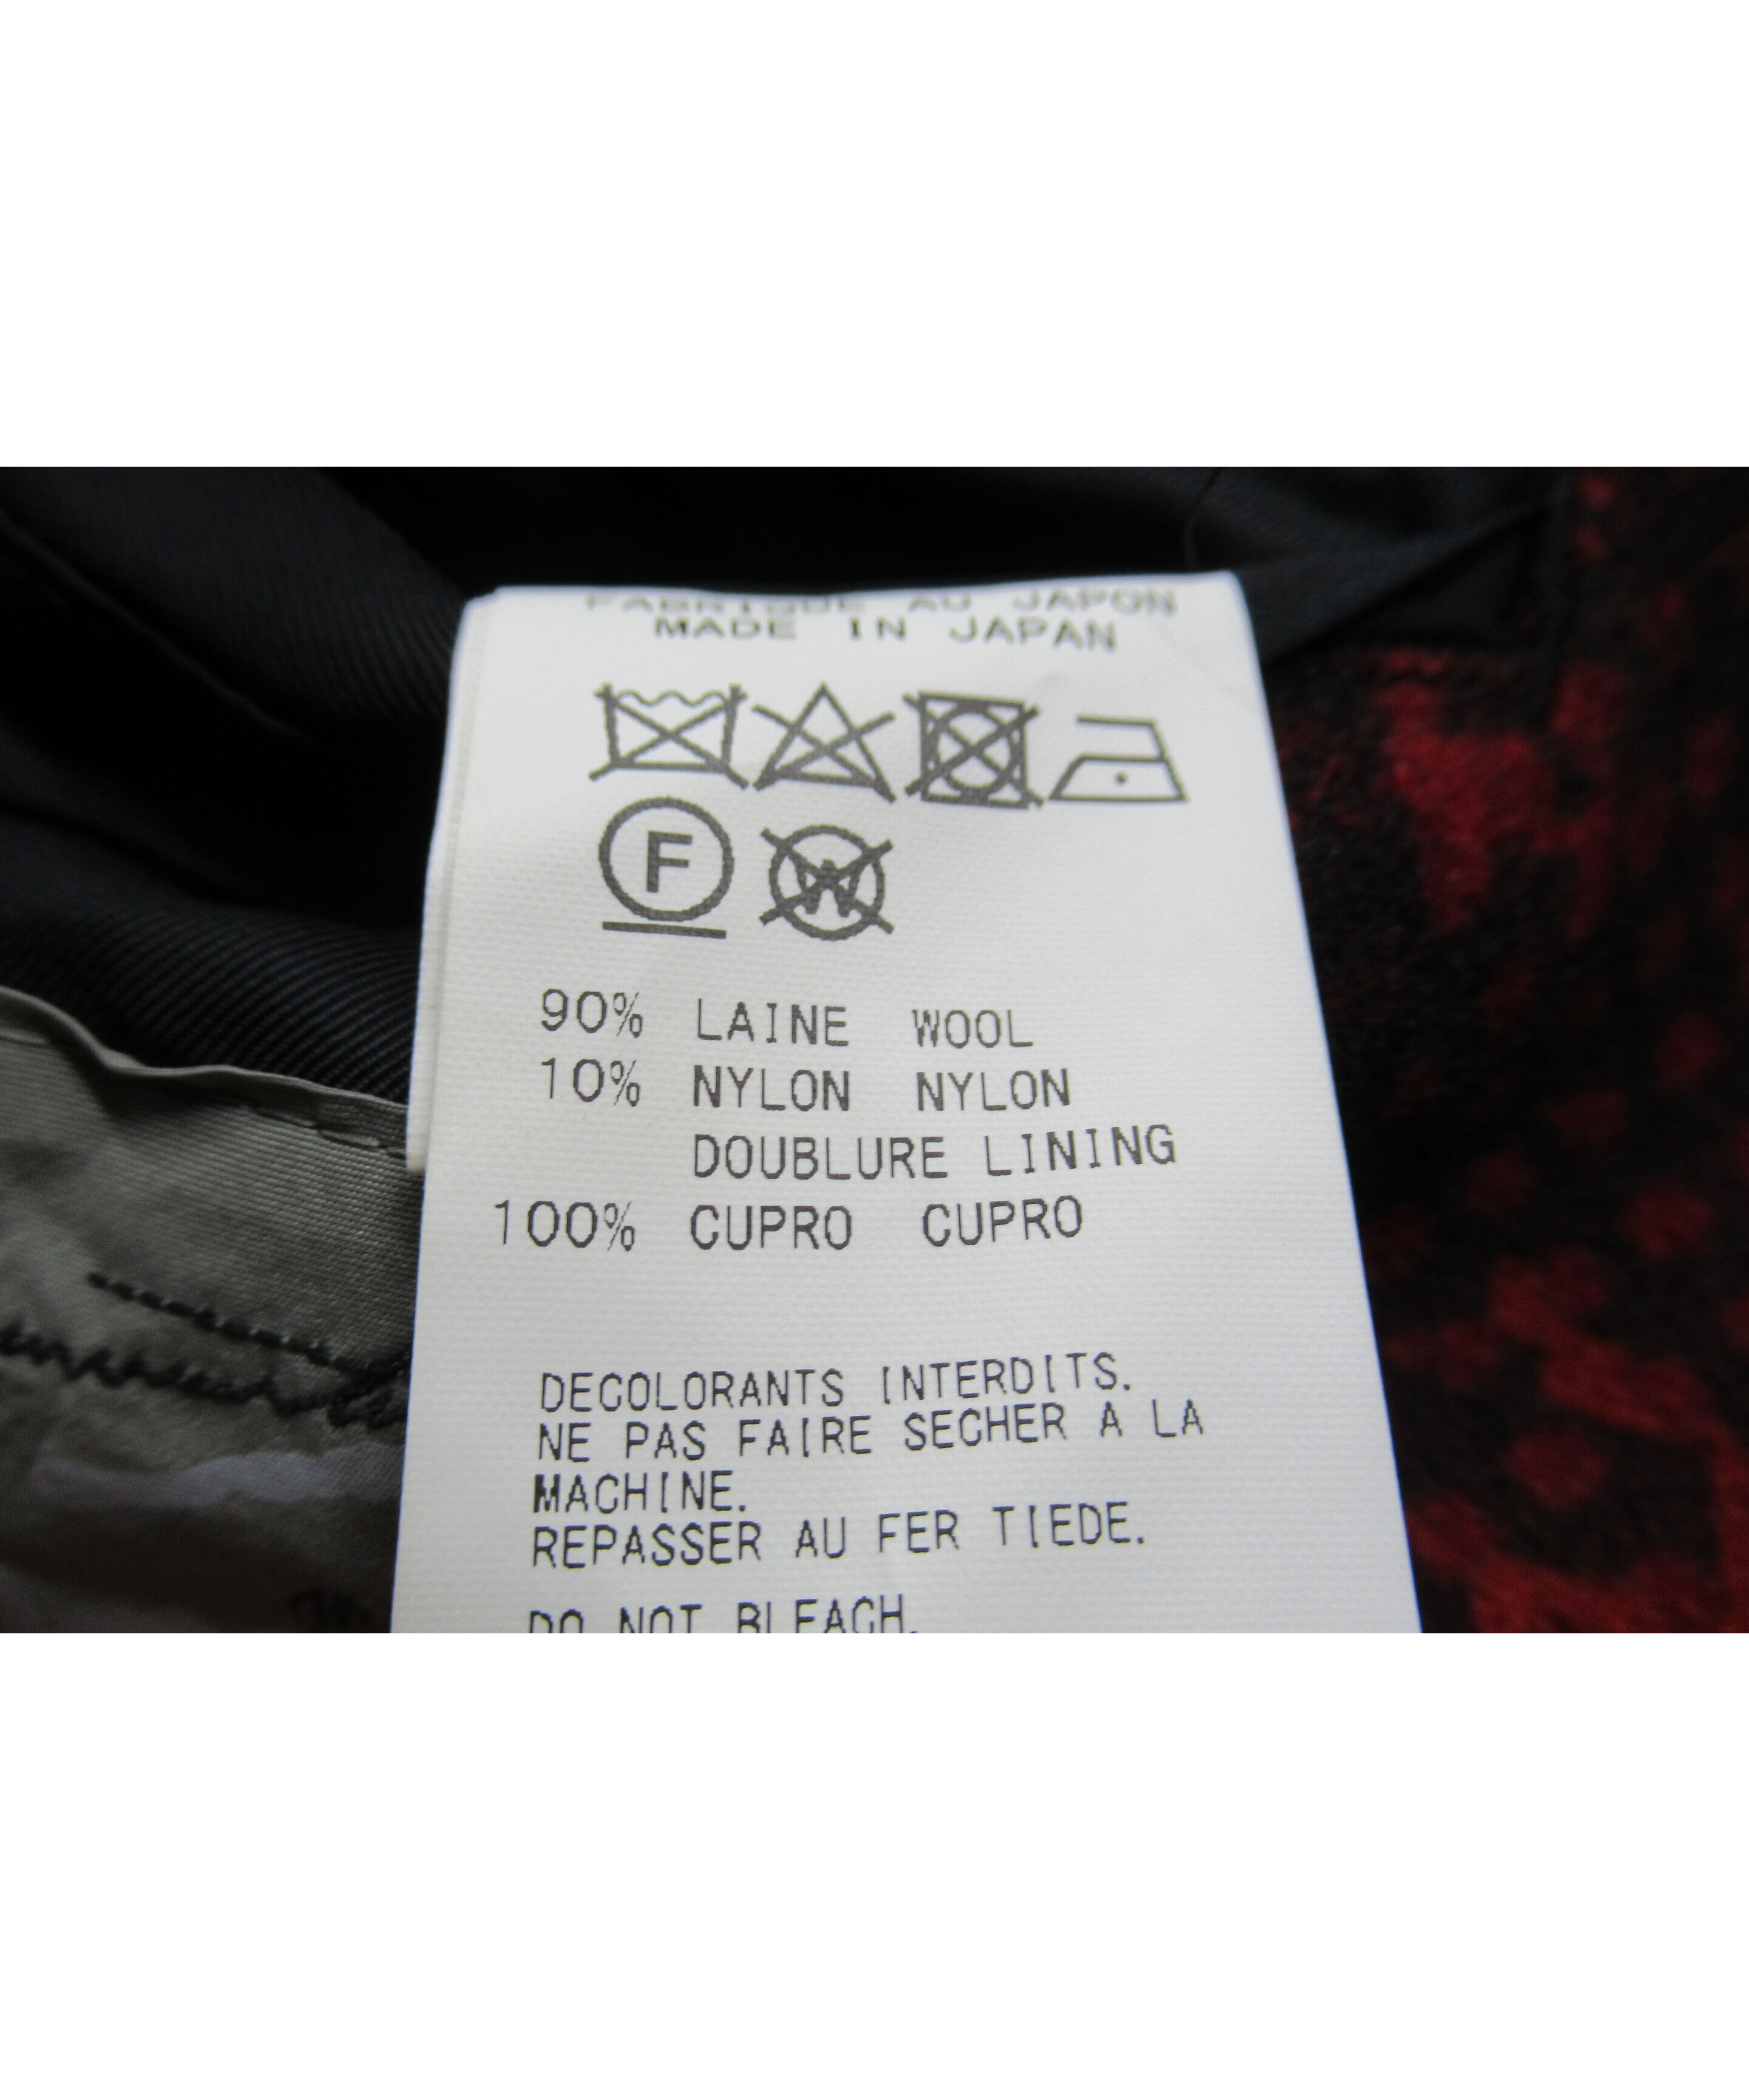 FABRIQUE AU JAPON
MADE IN JAPAN
F W
90% LAINE WOOL
10% NYLON NYLON
DOUBLURE LINING
100% CUPRO CUPRO
DECOLORANTS INTERDITS.
NE PAS FAIRE SECHER A LA
MACHINE.
REPASSER AU FER TIEDE.
DO NOT BLEACH.